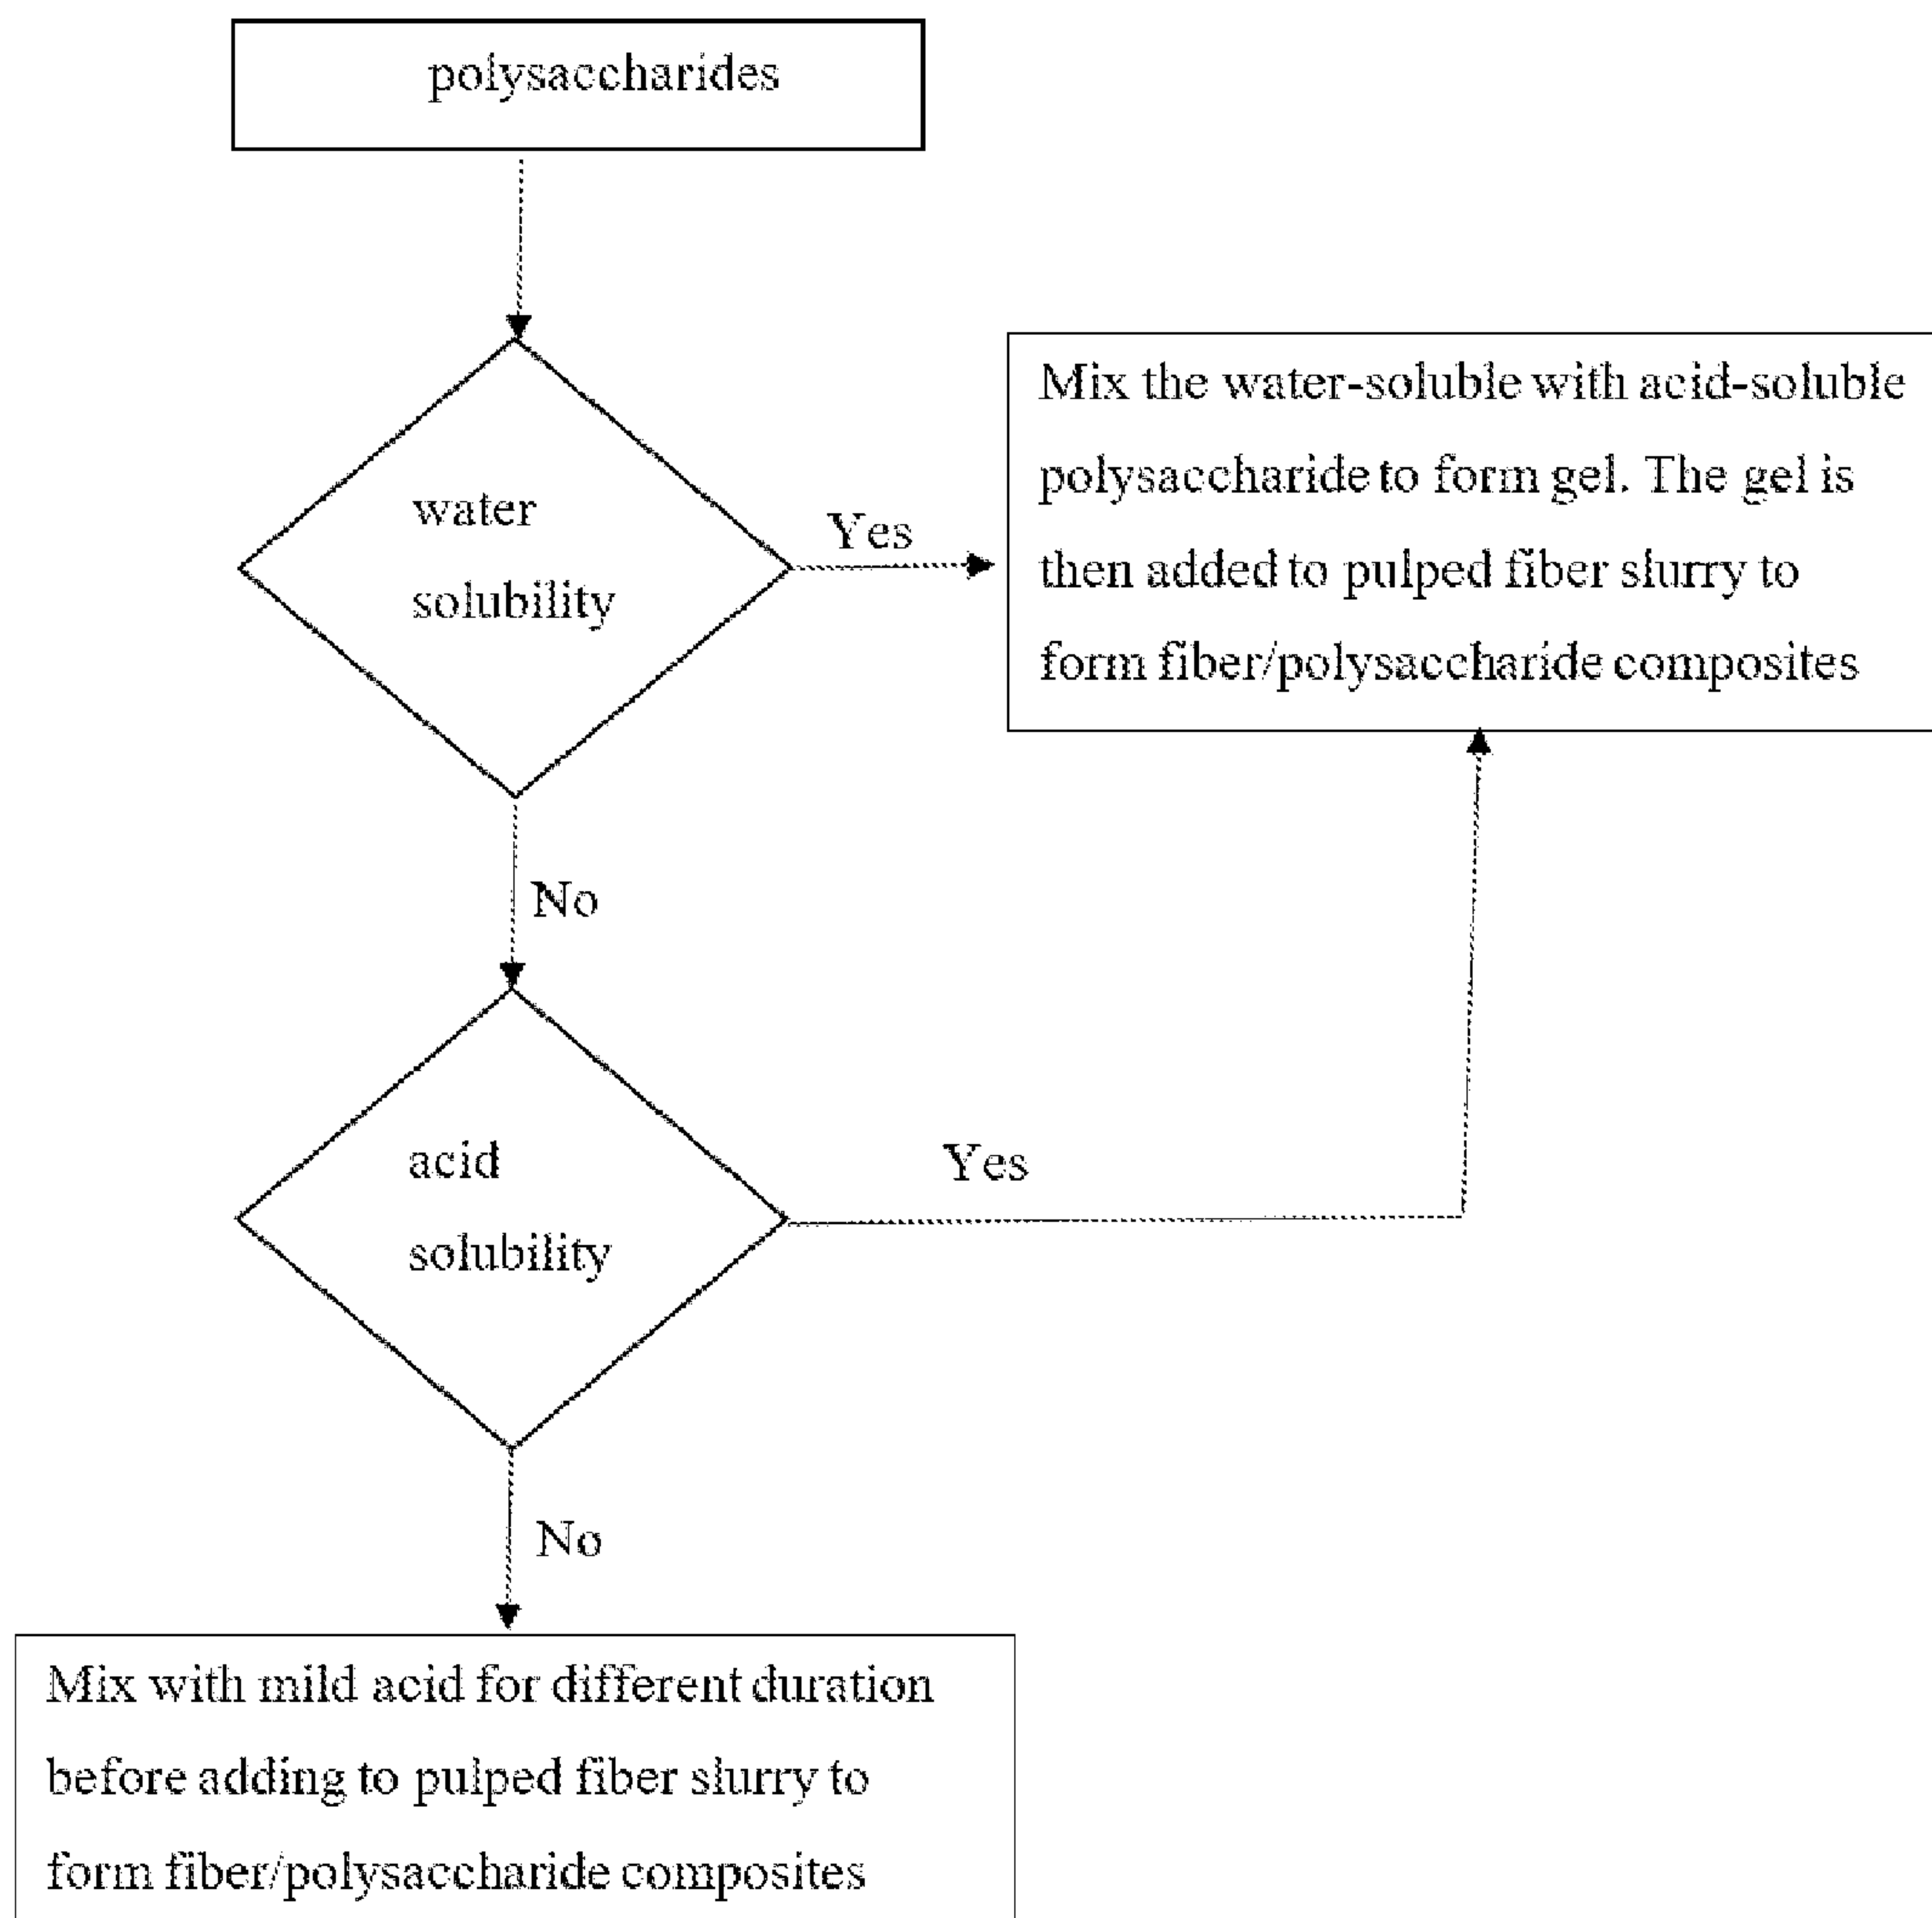 polysaccharides
water
solubility
Yes
Mix the water-soluble with acid-soluble
polysaccharide to form gel. The gel is
then added to pulped fiber slurry to
form fiber/polysaccharide composites
No
acid
solubility
Yes
No
Mix with mild acid for different duration
before adding to pulped fiber slurry to
form fiber/polysaccharide composites